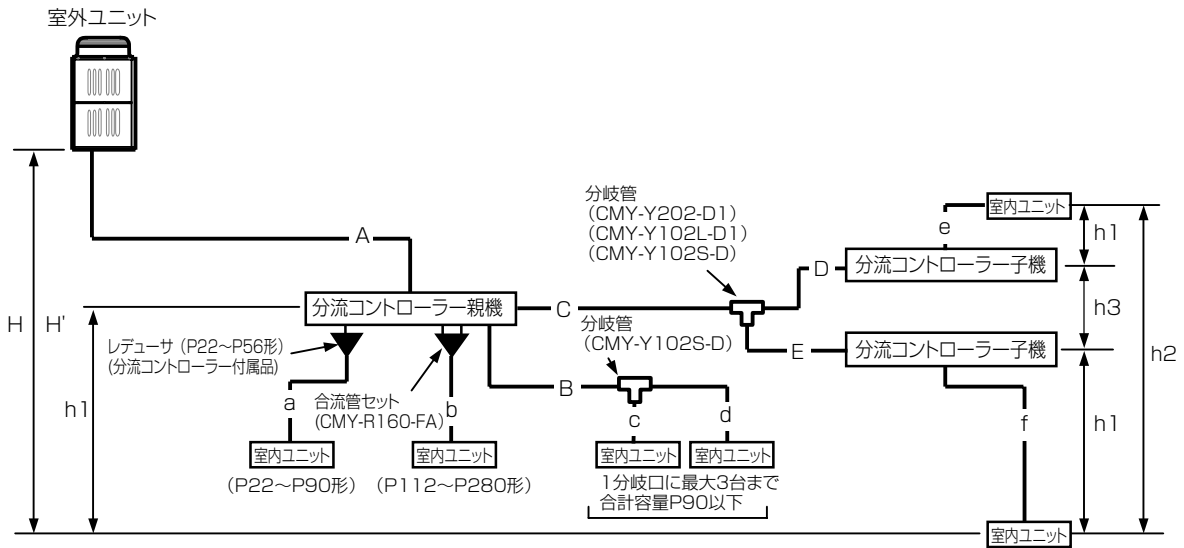 室外ユニット
H
H'
A
分流コントローラー親機
h1
レデューサ（P22～P56形）
(分流コントローラー付属品)
a
合流管セット
(CMY-R160-FA)
b
室内ユニット
（P22～P90形）
室内ユニット
（P112～P280形）
C
B
分岐管
（CMY-Y102S-D）
c
d
室内ユニット
室内ユニット
1分岐口に最大3台まで
合計容量P90以下
分岐管
（CMY-Y202-D1）
（CMY-Y102L-D1）
（CMY-Y102S-D）
D
E
e
室内ユニット
分流コントローラー子機
分流コントローラー子機
f
室内ユニット
h1
h3
h1
h2